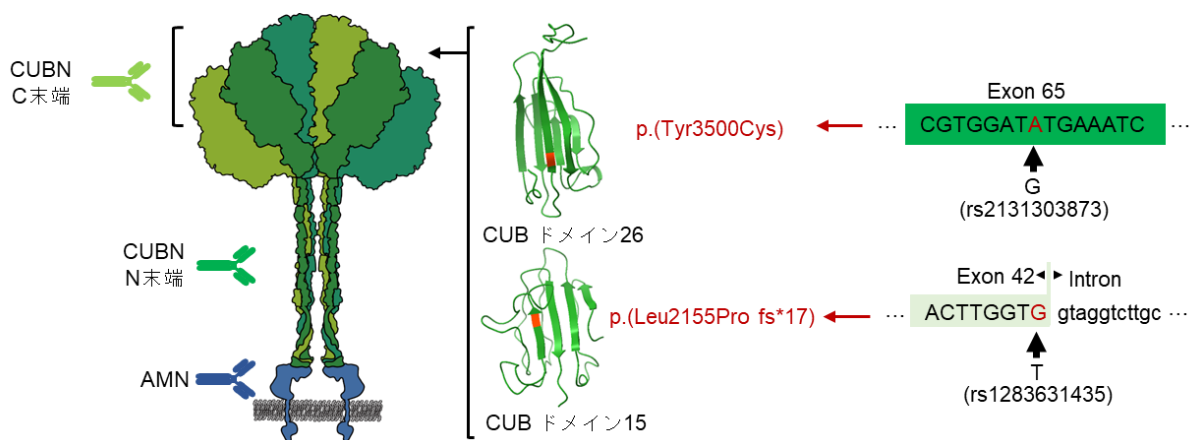 CUBN
C末端
CUBN
N末端
AMN
CUB ドメイン26
CUB ドメイン15
p.(Tyr3500Cys)
p.(Leu2155Pro fs*17)
Exon 65
… CGTGGATATGAAATC …
G
(rs2131303873)
Exon 42 Intron
… ACTTGGTG gtaggtcttgc …
T
(rs1283631435)